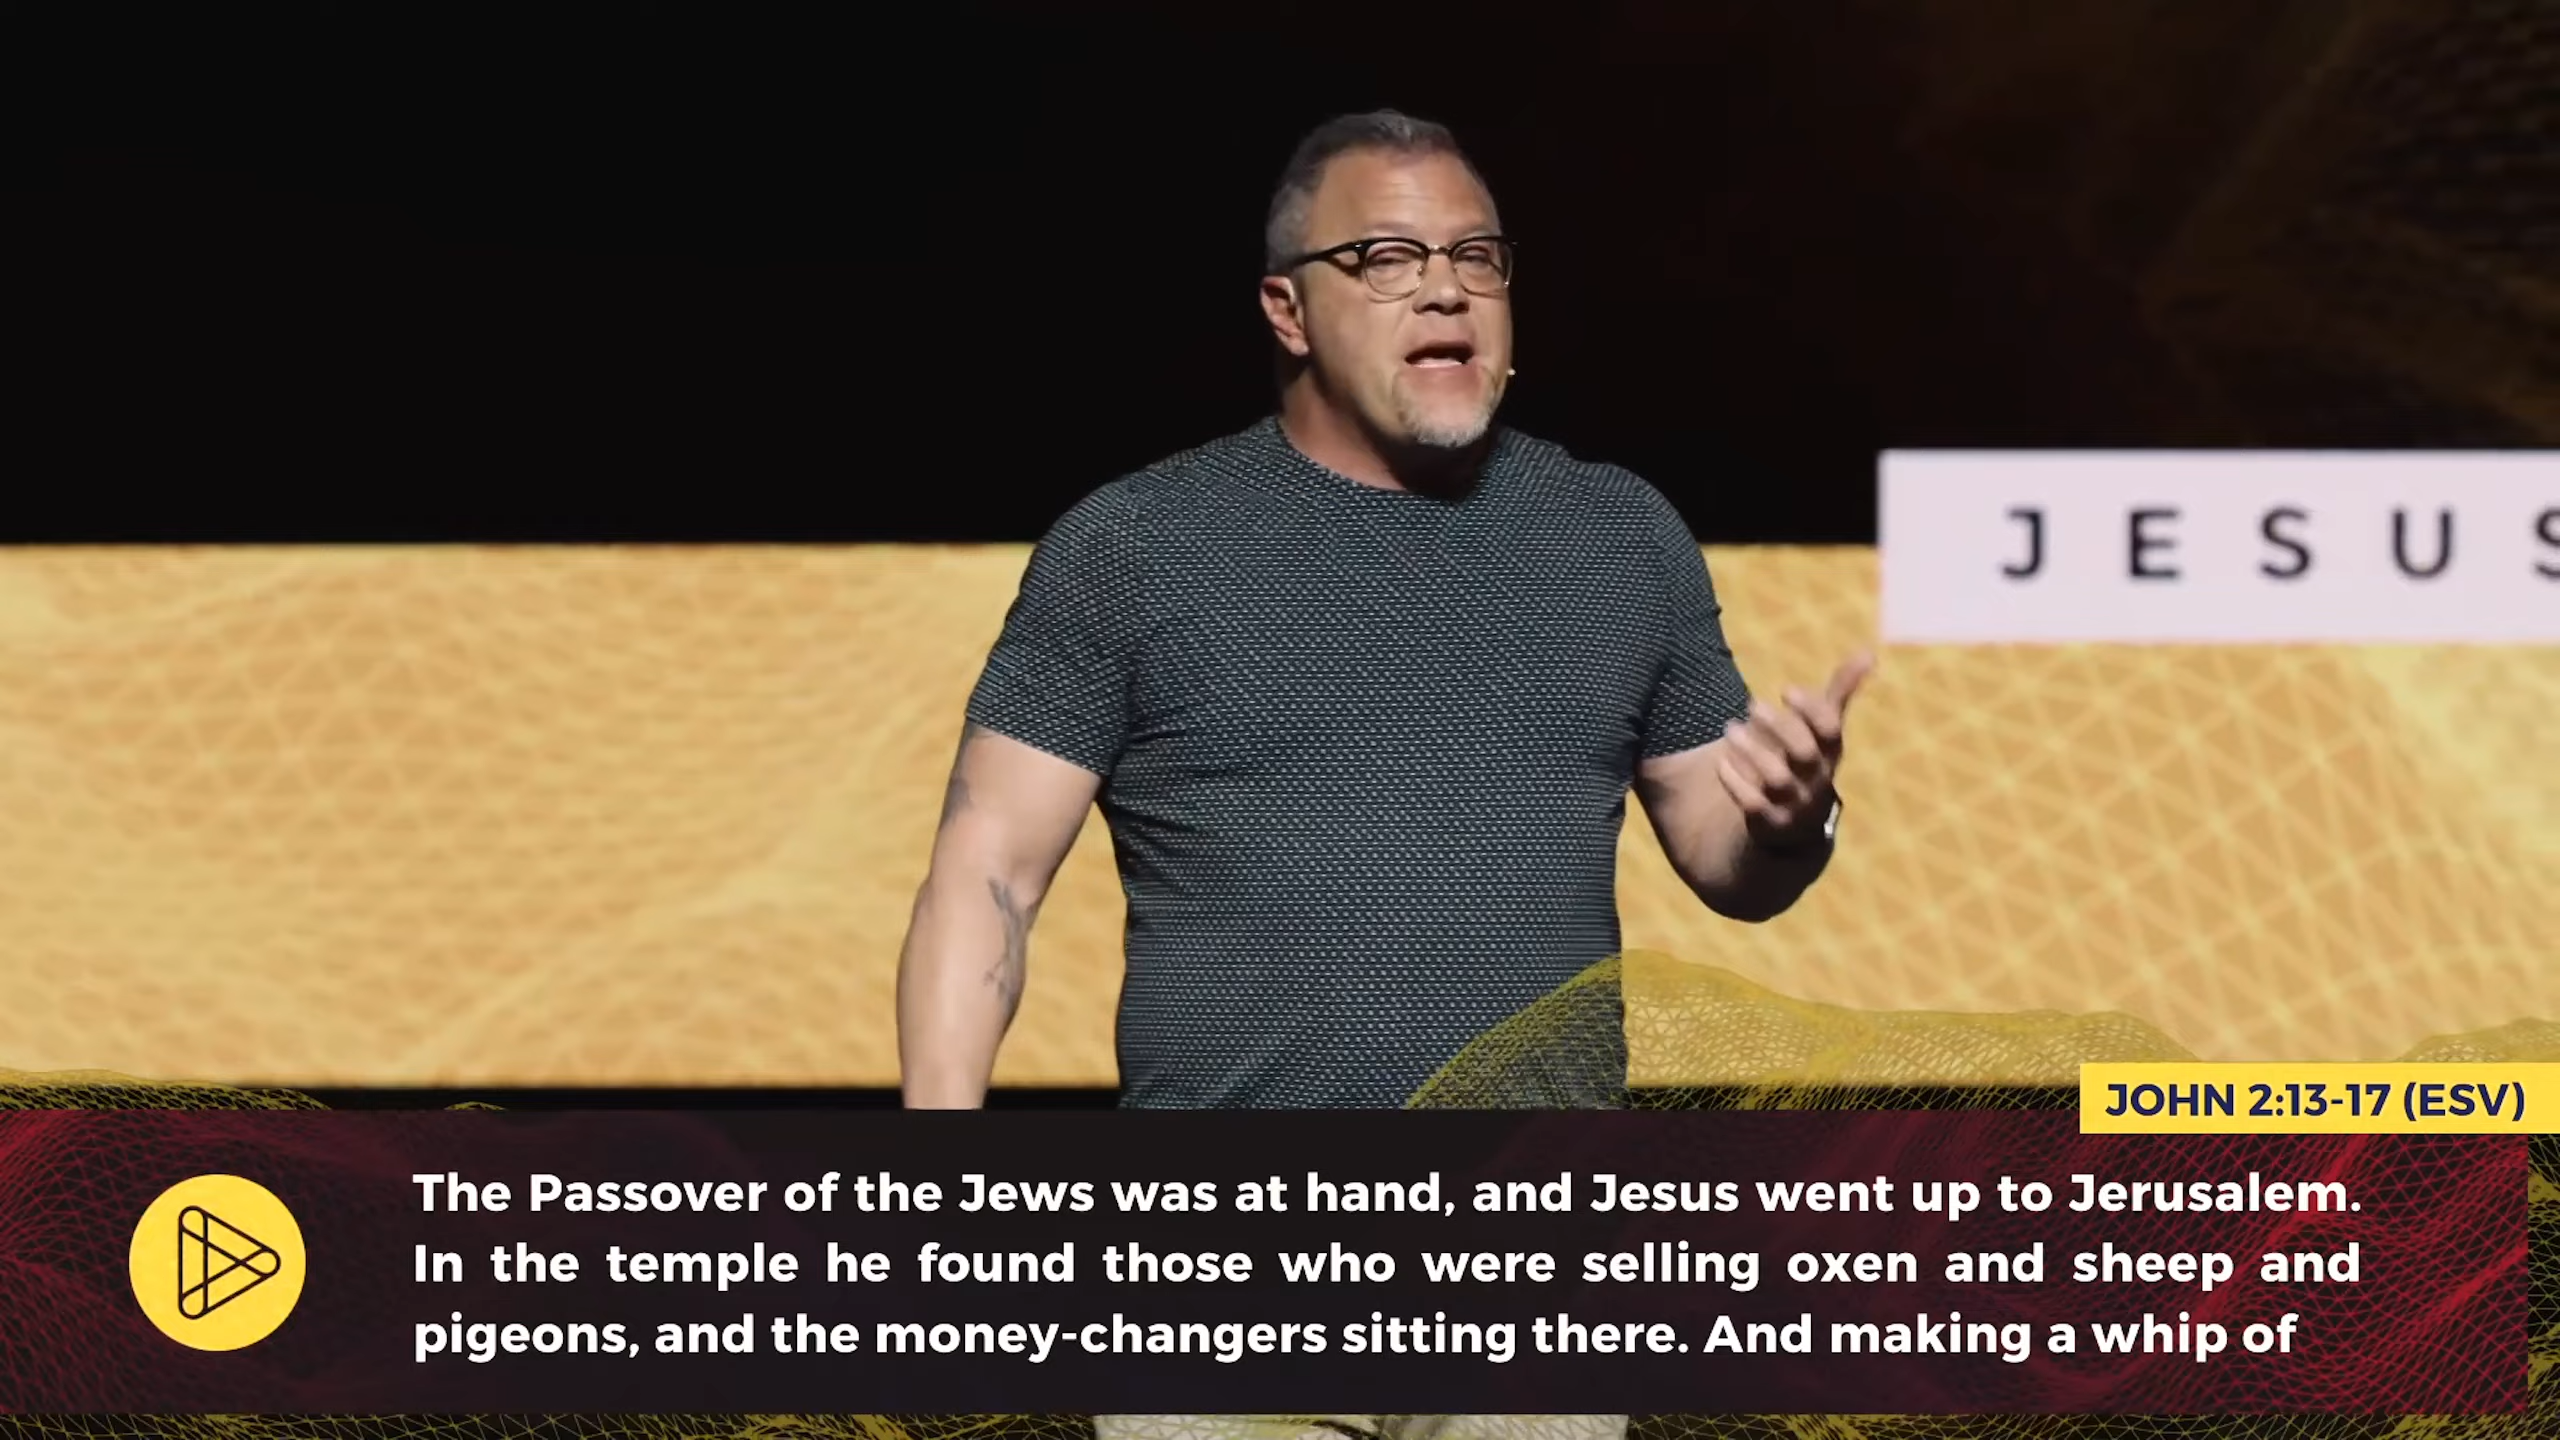 JESUS
JOHN 2:13-17 (ESV)
The Passover of the Jews was at hand, and Jesus went up to Jerusalem.
In the temple he found those who were selling oxen and sheep and
pigeons, and the money-changers sitting there. And making a whip of